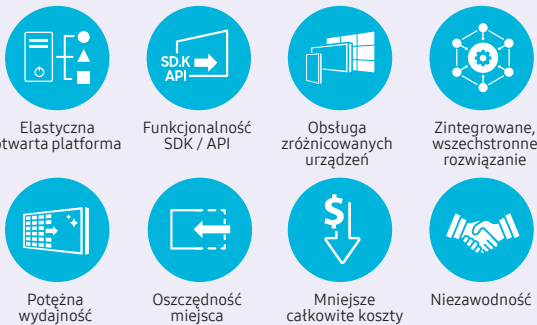 SD.K
API
$
Elastyczna
otwarta platforma
Funkcjonalność
SDK / API
Obsługa
zróżnicowanych
urządzeń
Zintegrowane,
wszechstronne
rozwiązanie
Potężna
wydajność
Oszczędność
miejsca
Mniejsze
całkowite koszty
Niezawodność